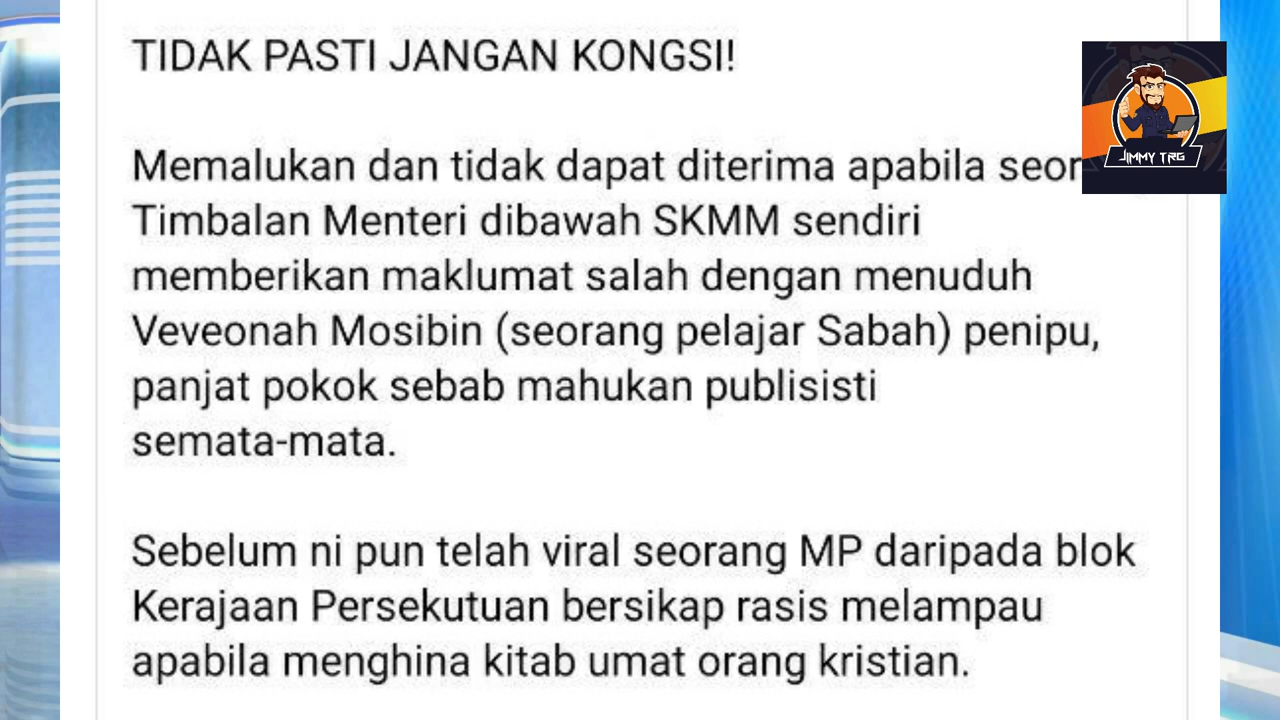 TIDAK PASTI JANGAN KONGSI!
Memalukan dan tidak dapat diterima apabila seor
Timbalan Menteri dibawah SKMM sendiri
memberikan maklumat salah dengan menuduh
Veveonah Mosibin (seorang pelajar Sabah) penipu,
panjat pokok sebab mahukan publisisti
semata-mata.
Sebelum ni pun telah viral seorang MP daripada blok
Kerajaan Persekutuan bersikap rasis melampau
apabila menghina kitab umat orang kristian.
JIMMY TRG